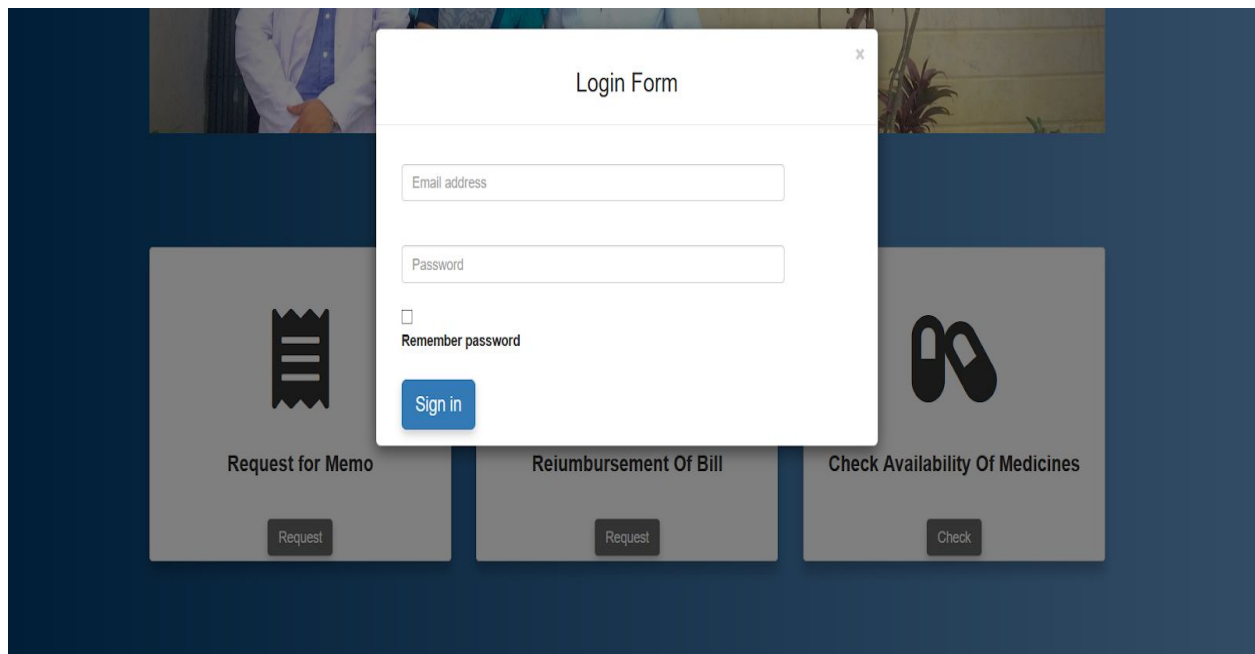 x
Login Form
Email address
Password
Remember password
Sign in
Request for Memo
Reiumbursement Of Bill
Check Availability Of Medicines
Request
Request
Check